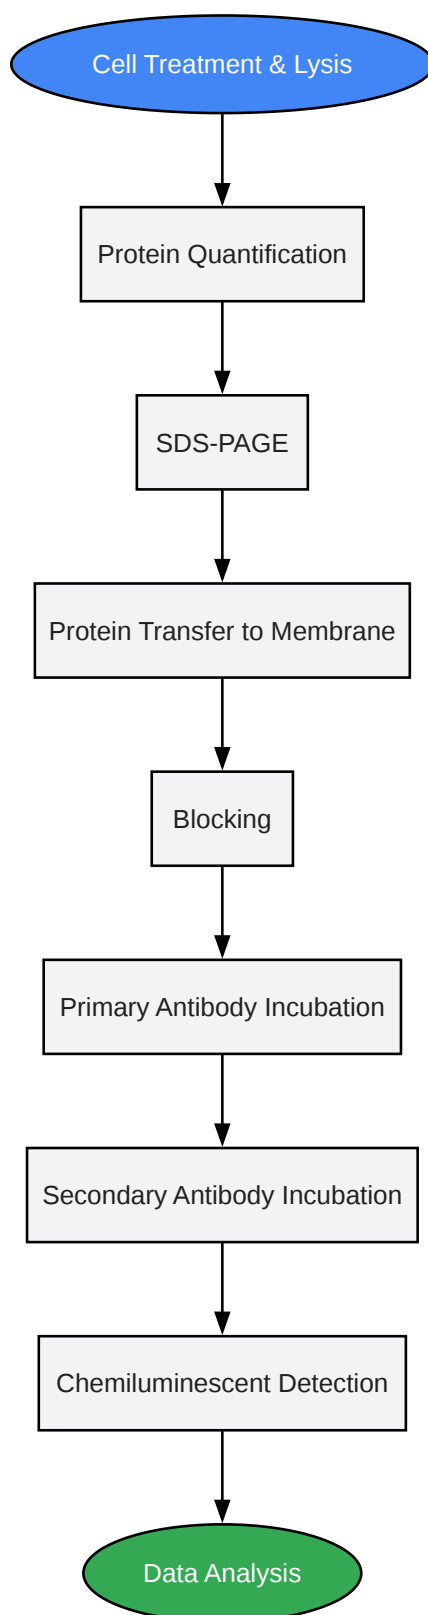 Cell Treatment & Lysis
Protein Quantification
SDS-PAGE
Protein Transfer to Membrane
Blocking
Primary Antibody Incubation
Secondary Antibody Incubation
Chemiluminescent Detection
Data Analysis